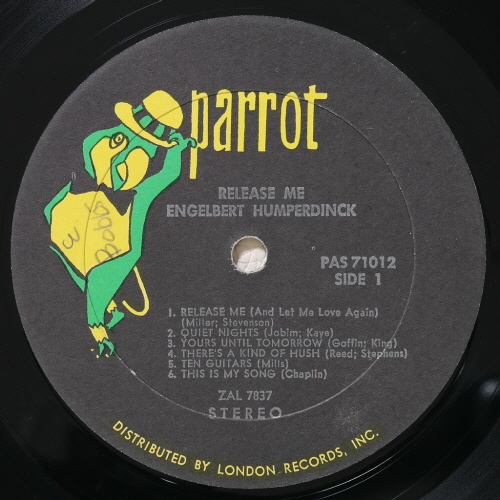 parrot
RELEASE ME
ENGELBERT HUMPERDINCK
PAS 71012
SIDE 1
1. RELEASE ME (And Let Me Love Again)
(Miller; Stevenson)
2. QUIET NIGHTS (Jobim; Kaye)
3. YOURS UNTIL TOMORROW (Goffin; King)
4. THERE'S A KIND OF HUSH (Reed; Stephens)
5. TEN GUITARS (Mills)
6. THIS IS MY SONG (Chaplin)
ZAL 7837
STEREO
DISTRIBUTED BY LONDON RECORDS, INC.
3